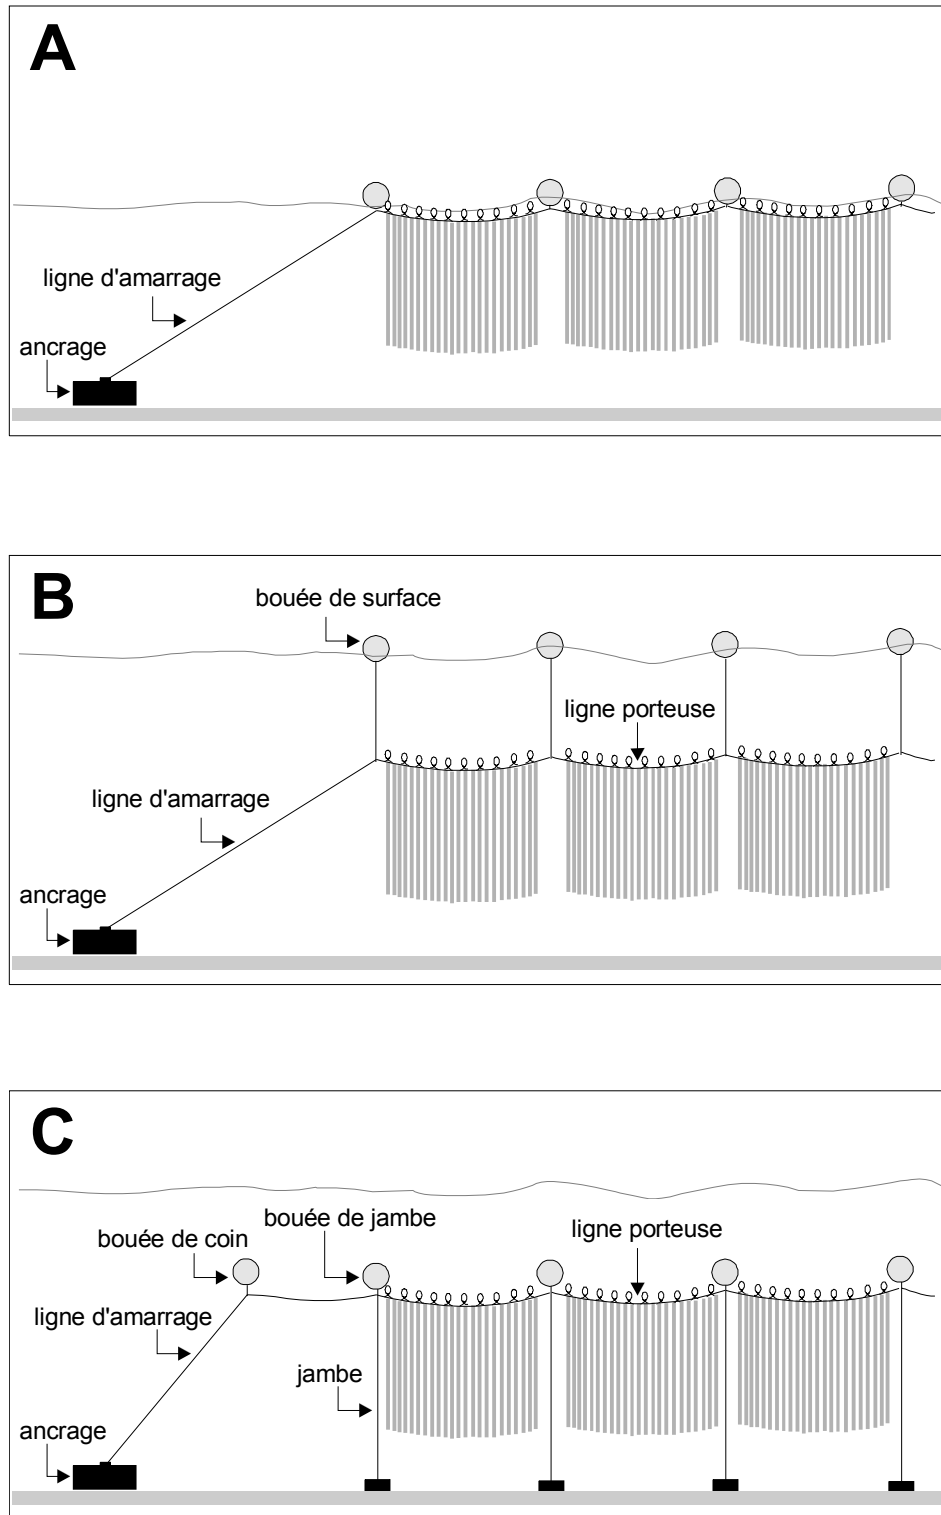 A
ligne d'amarrage
ancrage
B
bouée de surface
ligne porteuse
ligne d'amarrage
ancrage
C
bouée de jambe
ligne porteuse
bouée de coin
ligne d'amarrage
jambe
ancrage